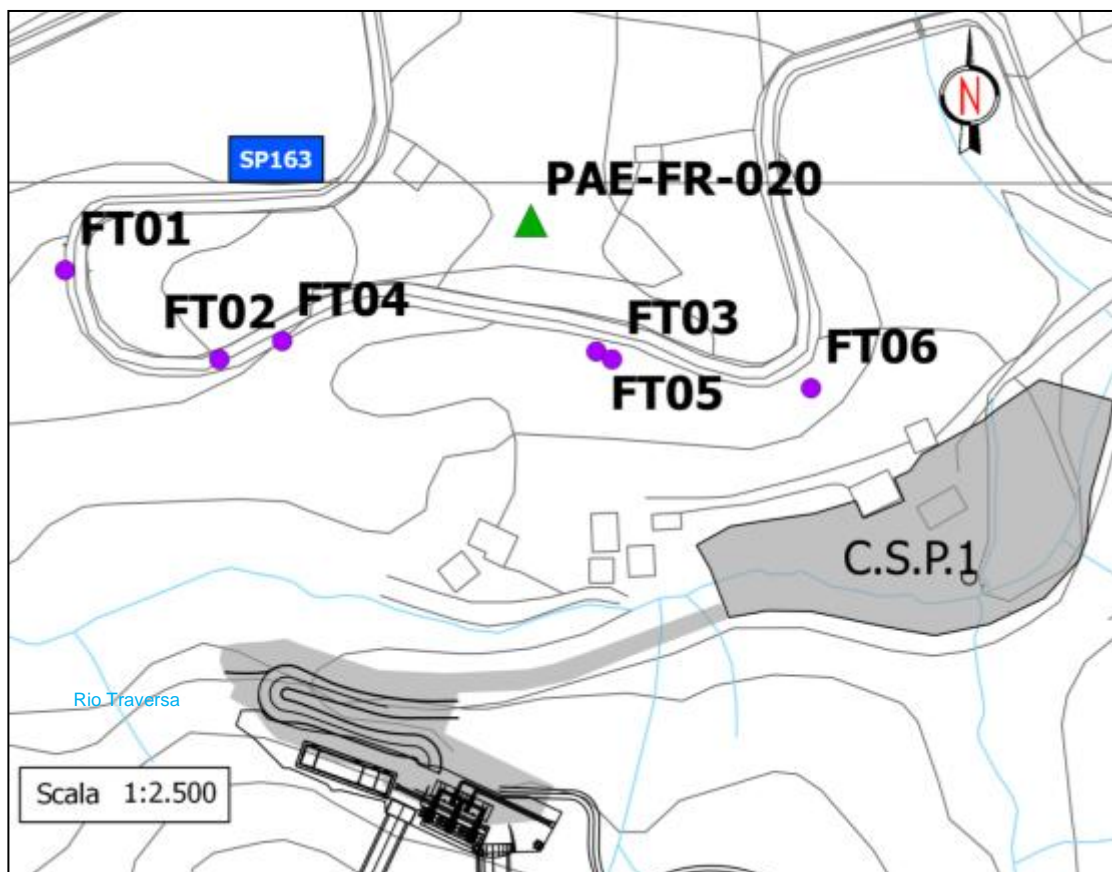 N
SP163
PAE-FR-020
FT01
FT02
FT04
FT03
FT06
FT05
C.S.P.1
Rio Traversa
Scala 1:2.500